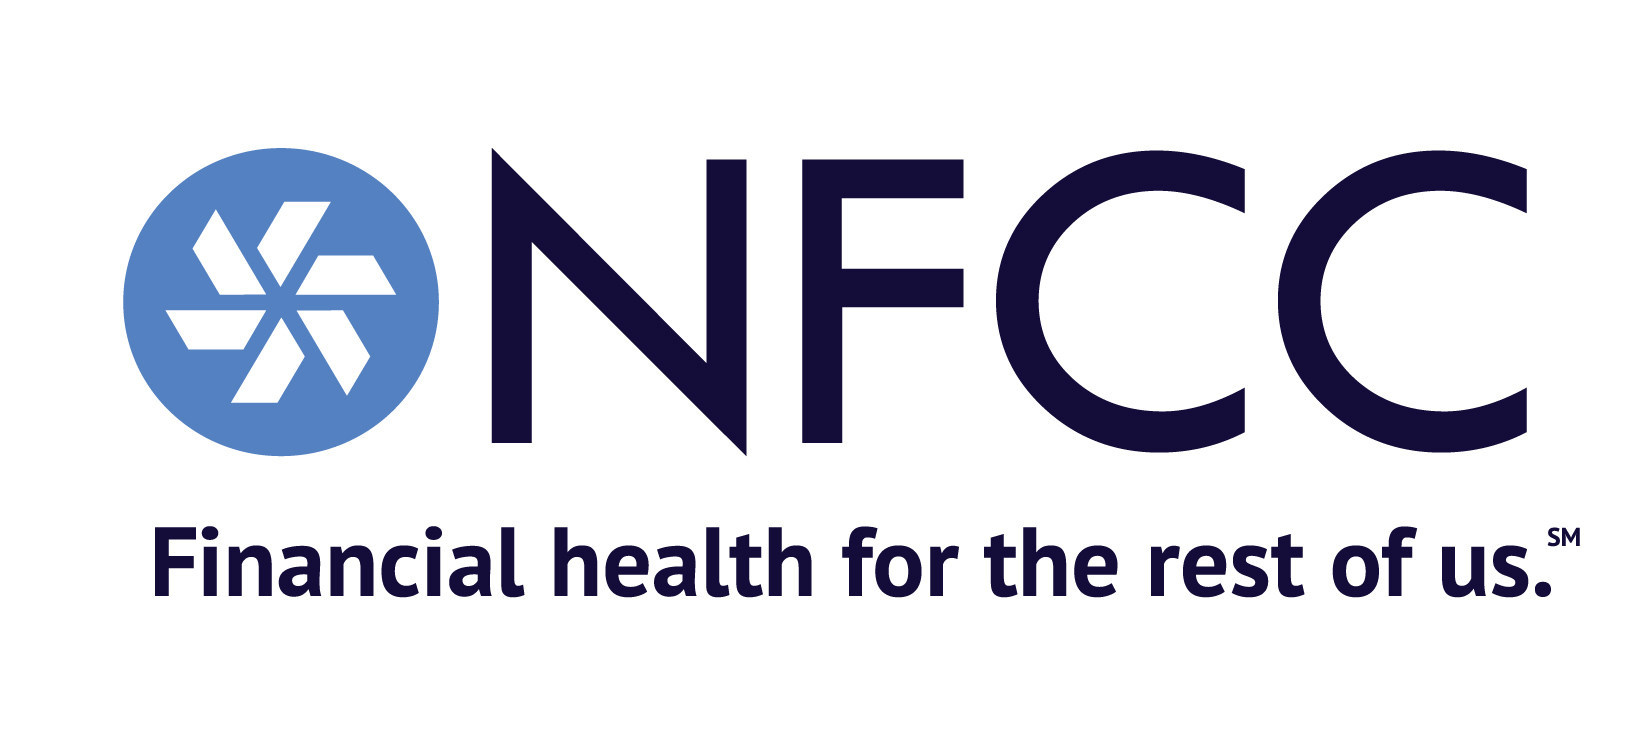 NFCC
Financial health for the rest of us.℠